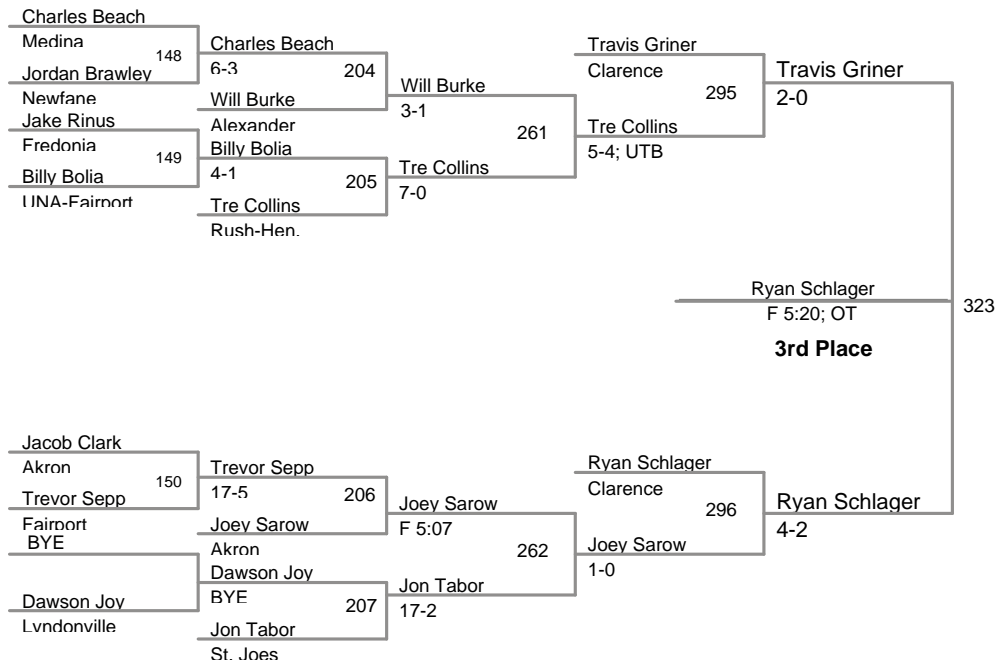 Charles Beach
Medina
148
Jordan Brawley
Newfane
Jake Rinus
Fredonia
149
Billy Bolia
UNA-Fairport
Charles Beach
6-3
204
Will Burke
Alexander
Billy Bolia
4-1
205
Tre Collins
Rush-Hen.
Will Burke
3-1
261
Tre Collins
7-0
Travis Griner
Clarence
295
Tre Collins
5-4; UTB
Travis Griner
2-0
Ryan Schlager
F 5:20; OT
3rd Place
323
Jacob Clark
Akron
150
Trevor Sepp
Fairport
BYE
Dawson Joy
Lyndonville
Trevor Sepp
17-5
206
Joey Sarow
Akron
Dawson Joy
BYE
207
Jon Tabor
St. Joes
Joey Sarow
F 5:07
262
Jon Tabor
17-2
Ryan Schlager
Clarence
296
Joey Sarow
1-0
Ryan Schlager
4-2